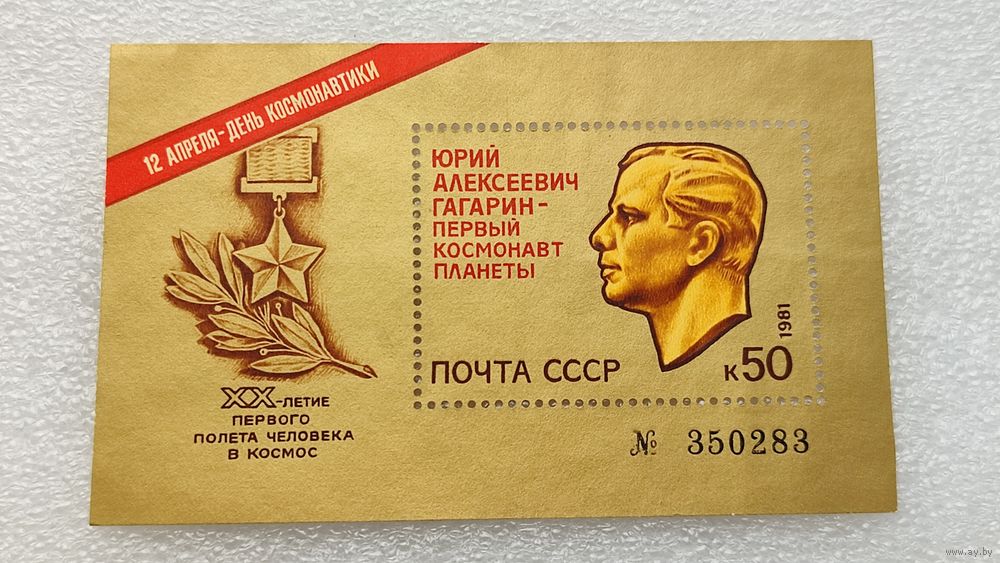 12 АПРЕЛЯ-ДЕНЬ КОСМОНАВТИКИ
ЮРИЙ
АЛЕКСЕЕВИЧ
ГАГАРИН-
ПЕРВЫЙ
КОСМОНАВТ
ПЛАНЕТЫ
1981
ПОЧТА СССР
к50
XX-ЛЕТИЕ
ПЕРВОГО
ПОЛЕТА ЧЕЛОВЕКА
В КОСМОС
№ 350283
www.ay.by